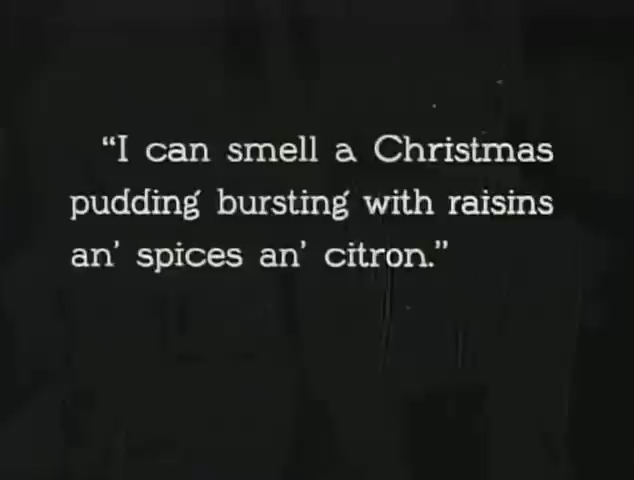 “I can smell a Christmas
pudding bursting with raisins
an’ spices an’ citron.”